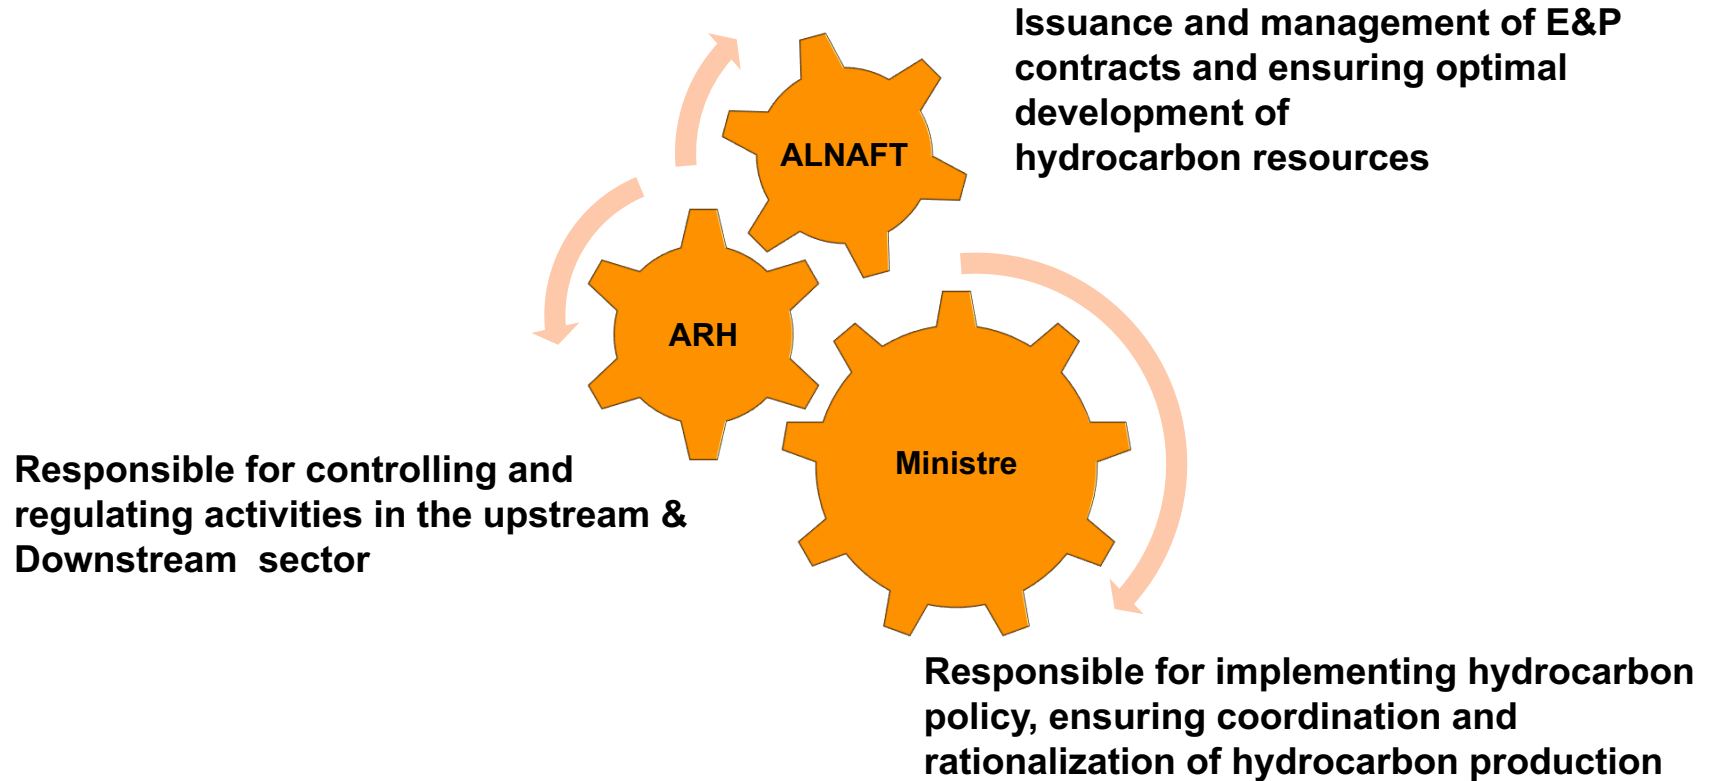 Issuance and management of E&P
contracts and ensuring optimal
development of
hydrocarbon resources
ALNAFT
ARH
Ministre
Responsible for controlling and
regulating activities in the upstream &
Downstream  sector
Responsible for implementing hydrocarbon
policy, ensuring coordination and
rationalization of hydrocarbon production